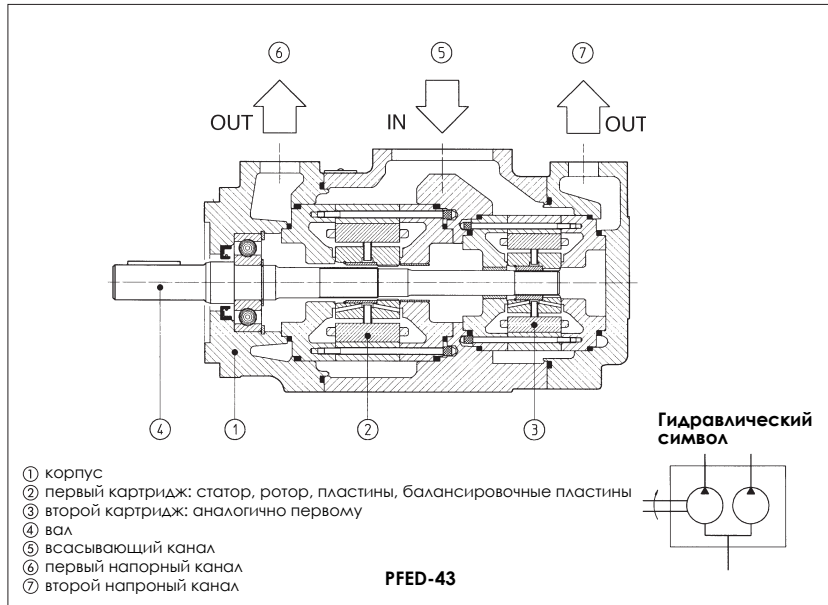 ⑥ ⑤ ⑦
OUT IN OUT
④ ① ② ③
Гидравлический
символ
① корпус
② первый картридж: статор, ротор, пластины, балансировочные пластины
③ второй картридж: аналогично первому
④ вал
⑤ всасывающий канал
⑥ первый напорный канал
⑦ второй напроный канал
PFED-43